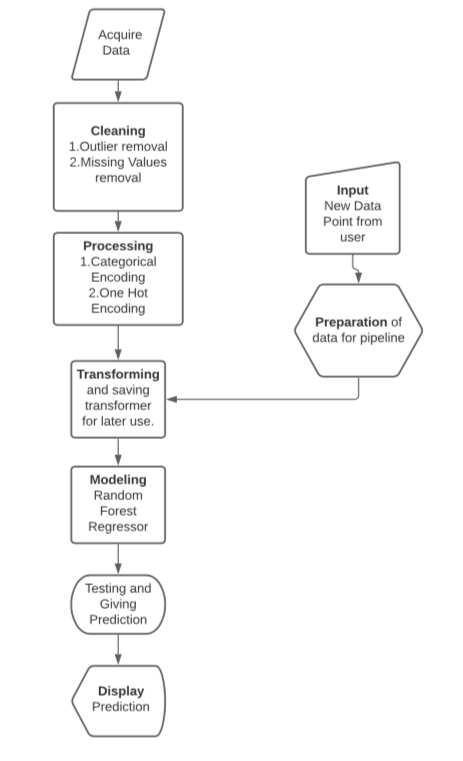 Acquire
Data
Cleaning
1.Outlier removal
2.Missing Values
removal
Processing
1.Categorical
Encoding
2.One Hot
Encoding
Transforming
and saving
transformer
for later use.
Modeling
Random
Forest
Regressor
Testing and
Giving
Prediction
Display
Prediction
Input
New Data
Point from
user
Preparation of
data for pipeline